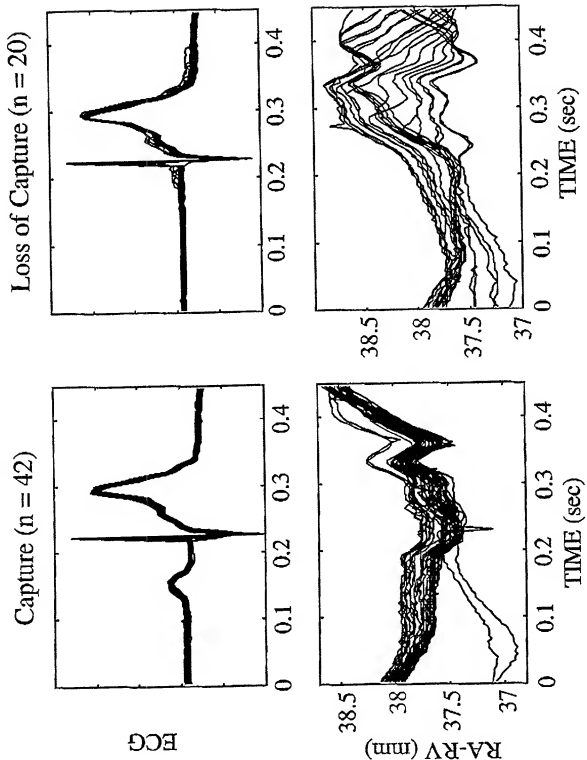 Capture (n = 42)
Loss of Capture (n = 20)
ECG
0 0.1 0.2 0.3 0.4
0 0.1 0.2 0.3 0.4
RA-RV (mm)
38.5
38
37.5
37
38.5
38
37.5
37
0 0.1 0.2 0.3 0.4
0 0.1 0.2 0.3 0.4
TIME (sec)
TIME (sec)